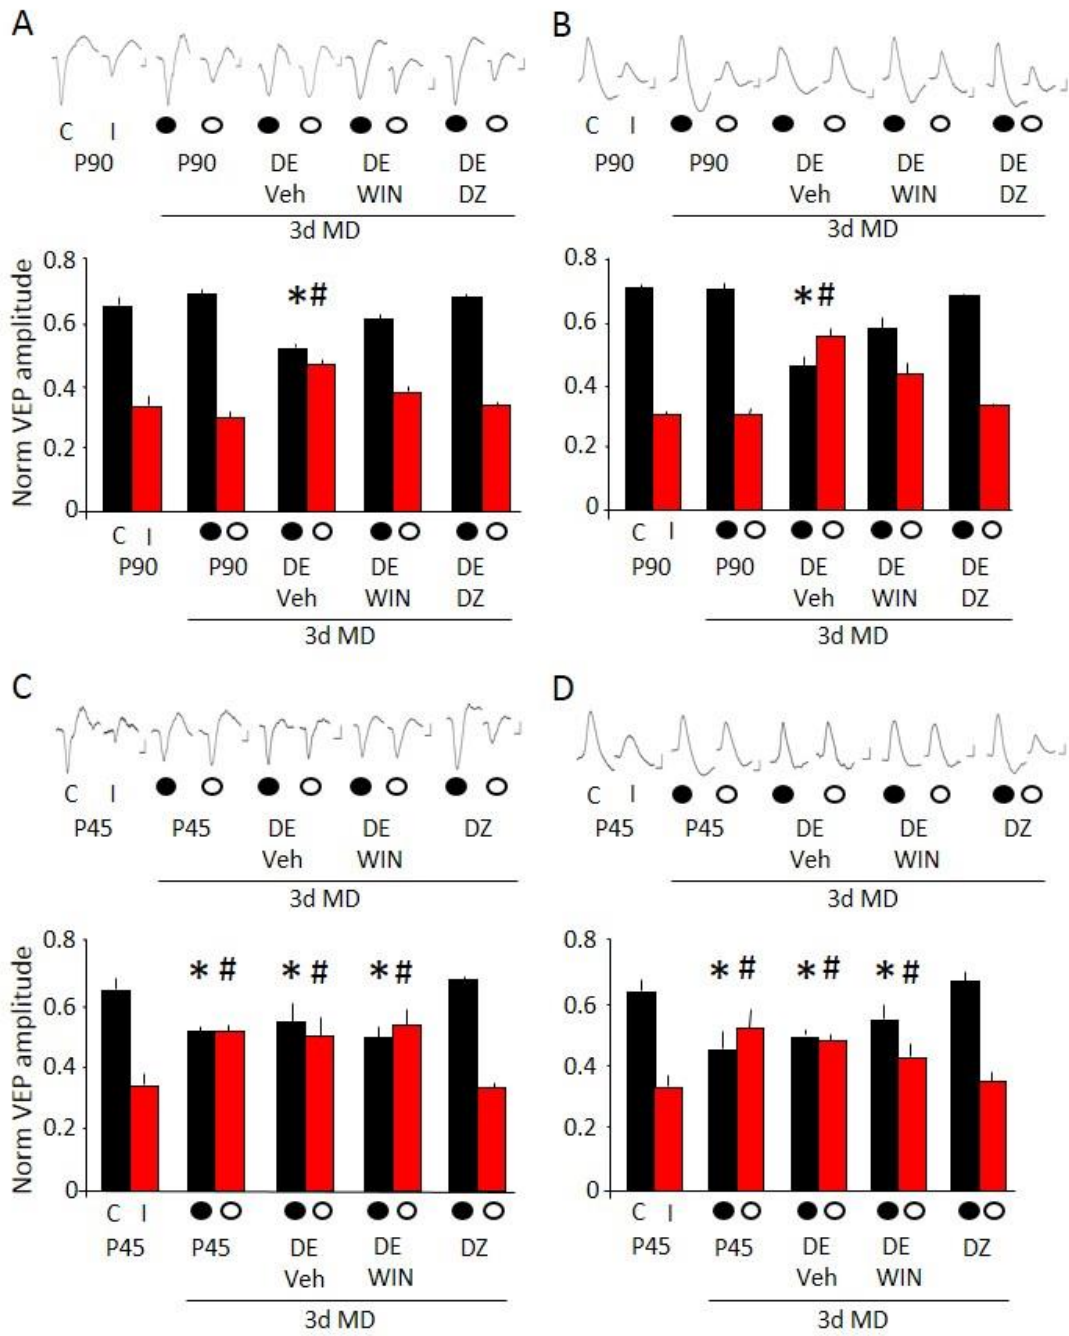 A
C I
P90 P90 DE DE DE
Veh WIN DZ
3d MD
Norm VEP amplitude
0.8
* #
0.6
0.4
0.2
0
C I
P90 P90 DE DE DE
Veh WIN DZ
3d MD
B
C I
P90 P90 DE DE DE
Veh WIN DZ
3d MD
0.8
* #
0.6
0.4
0.2
0
C I
P90 P90 DE DE DE
Veh WIN DZ
3d MD
C
C I
P45 P45 DE DE DZ
Veh WIN
3d MD
Norm VEP amplitude
0.8
* # * # * #
0.6
0.4
0.2
0
C I
P45 P45 DE DE DZ
Veh WIN
3d MD
D
C I
P45 P45 DE DE DZ
Veh WIN
3d MD
0.8
* # * # * #
0.6
0.4
0.2
0
C I
P45 P45 DE DE DZ
Veh WIN
3d MD